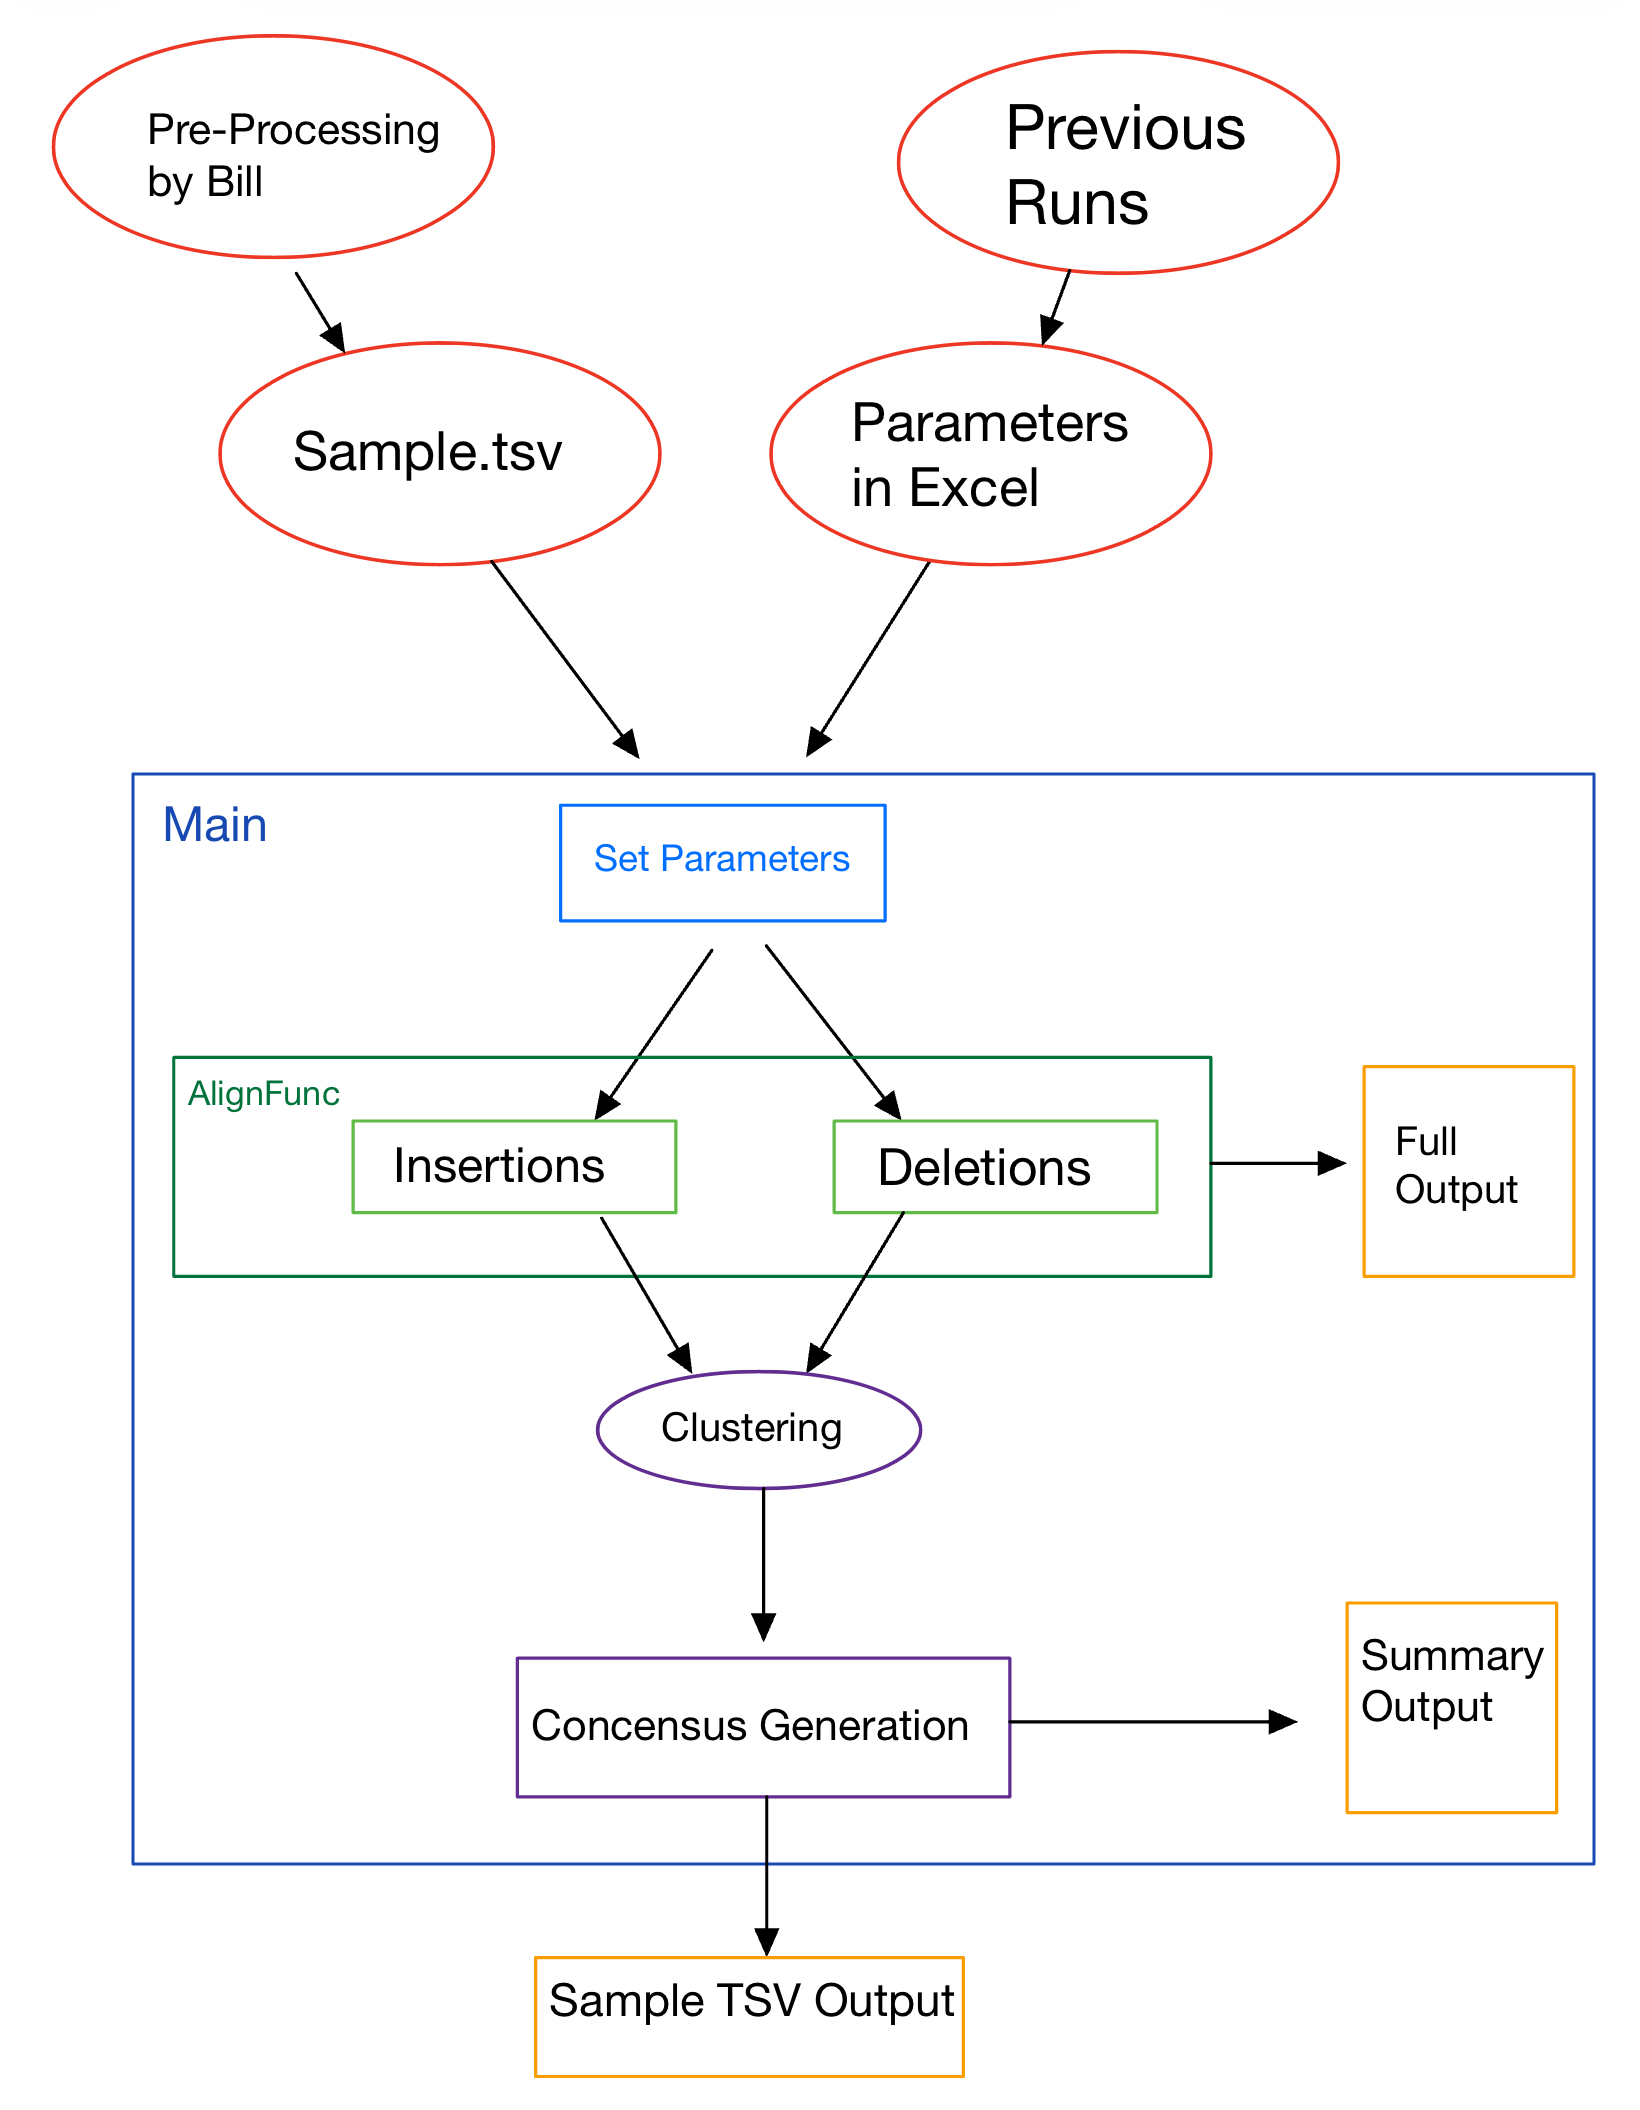 Pre-Processing
by Bill
Previous
Runs
Sample.tsv
Parameters
in Excel
Main
Set Parameters
AlignFunc
Insertions
Deletions
Full
Output
Clustering
Concensus Generation
Summary
Output
Sample TSV Output